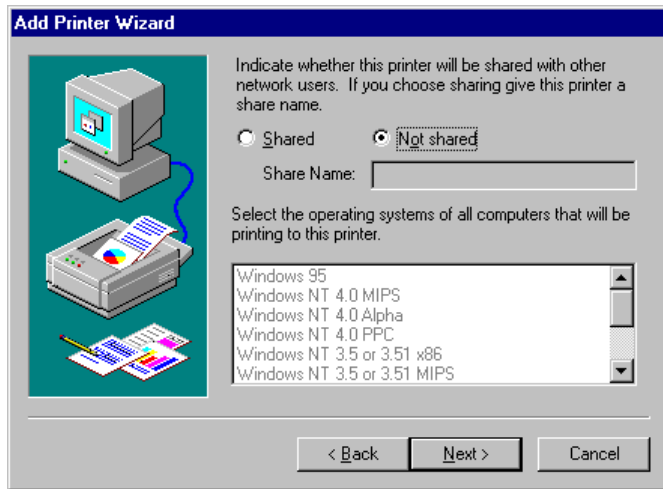 Add Printer Wizard
Indicate whether this printer will be shared with other
network users.  If you choose sharing give this printer a
share name.
Shared
Not shared
Share Name:
Select the operating systems of all computers that will be
printing to this printer.
Windows 95
Windows NT 4.0 MIPS
Windows NT 4.0 Alpha
Windows NT 4.0 PPC
Windows NT 3.5 or 3.51 x86
Windows NT 3.5 or 3.51 MIPS
< Back
Next >
Cancel